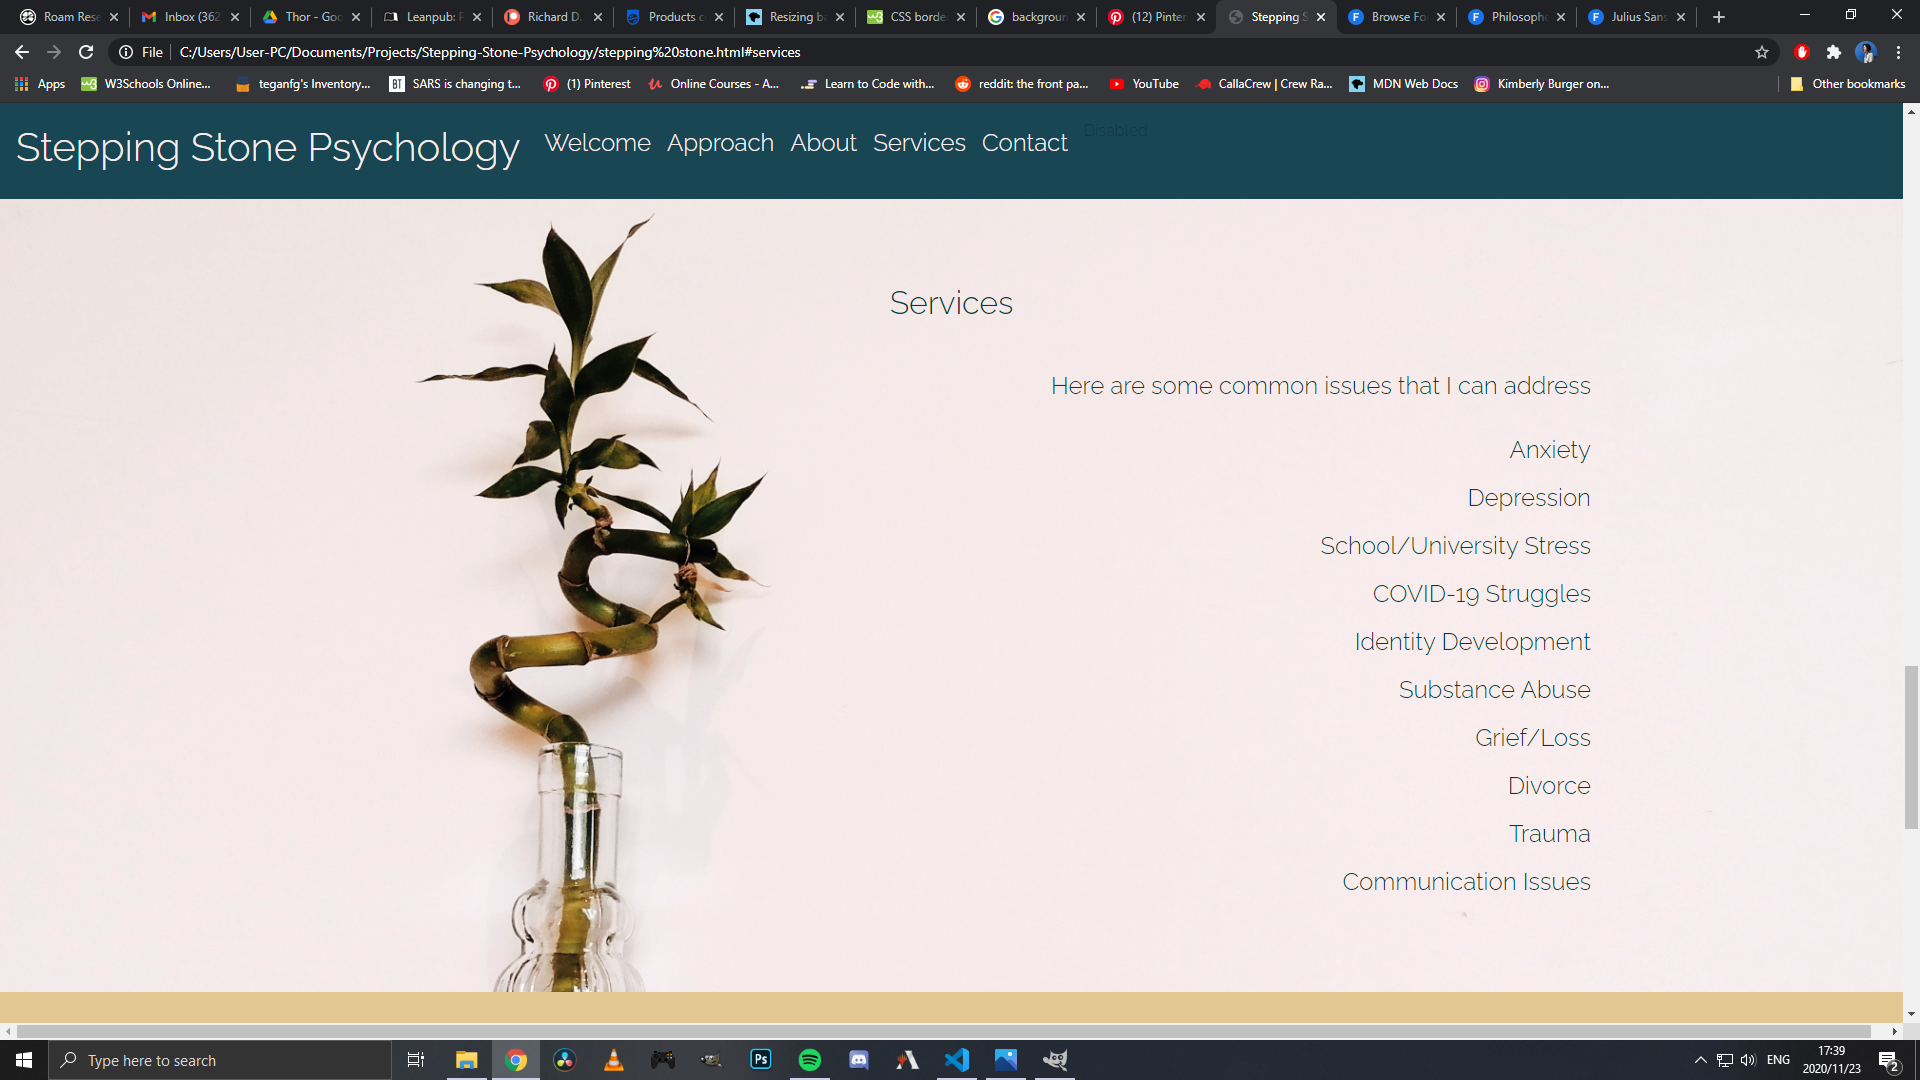 Roam Rese
Inbox (362
Thor - Goo
Leanpub: P
Richard D.
Products c
Resizing b
CSS borde
backgroun
(12) Pinter
Stepping S
Browse Fo
Philosophe
Julius Sans
File
C:/Users/User-PC/Documents/Projects/Stepping-Stone-Psychology/stepping%20stone.html#services
Apps
W3Schools Online...
teganfg's Inventory...
BT
SARS is changing t...
(1) Pinterest
Online Courses - A...
Learn to Code with...
reddit: the front pa...
YouTube
CallaCrew | Crew Ra...
MDN Web Docs
Kimberly Burger on...
Other bookmarks
Stepping Stone Psychology
Welcome
Approach
About
Services
Contact
Disabled
Services
Here are some common issues that I can address
Anxiety
Depression
School/University Stress
COVID-19 Struggles
Identity Development
Substance Abuse
Grief/Loss
Divorce
Trauma
Communication Issues
Type here to search
Ps
ENG
17:39
2020/11/23
2